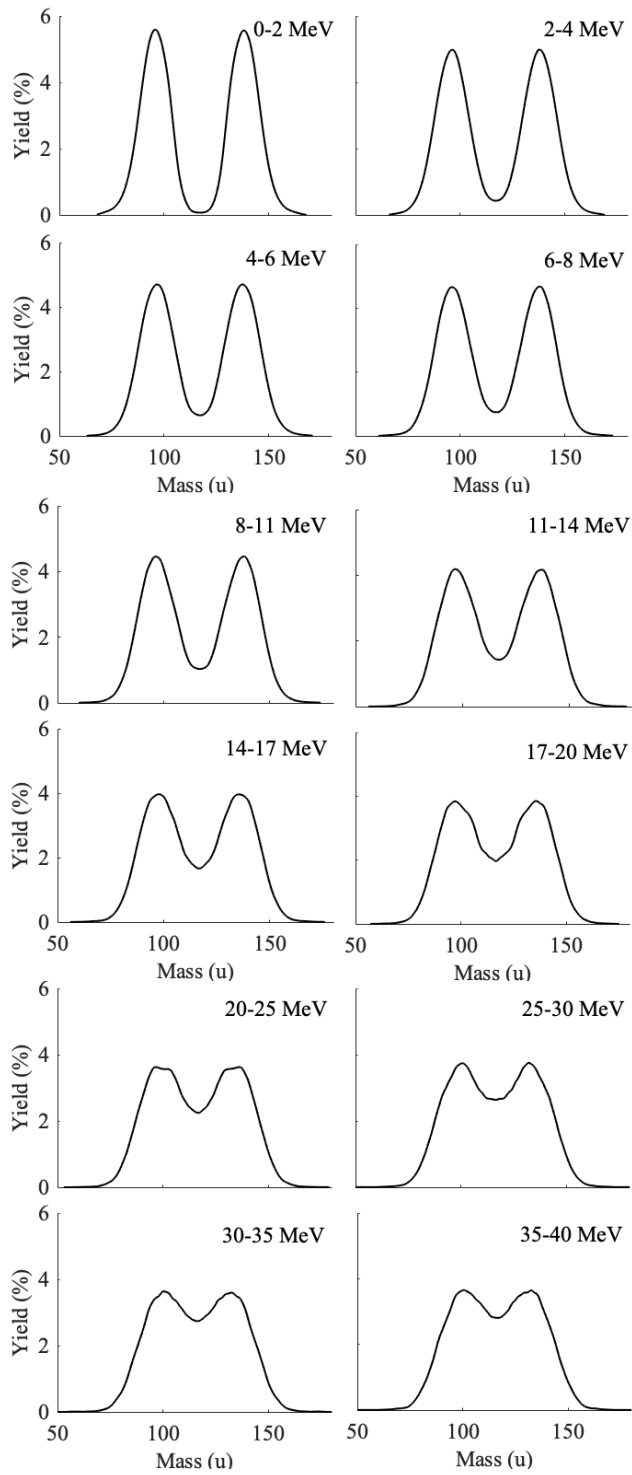 Yield (%)
6
4
2
0
0-2 MeV
2-4 MeV
Yield (%)
6
4
2
0
4-6 MeV
50 100 150
Mass (u)
6-8 MeV
50 100 150
Mass (u)
Yield (%)
6
4
2
0
8-11 MeV
11-14 MeV
Yield (%)
6
4
2
0
14-17 MeV
50 100 150
Mass (u)
17-20 MeV
50 100 150
Mass (u)
Yield (%)
6
4
2
0
20-25 MeV
25-30 MeV
Yield (%)
6
4
2
0
30-35 MeV
50 100 150
Mass (u)
35-40 MeV
50 100 150
Mass (u)